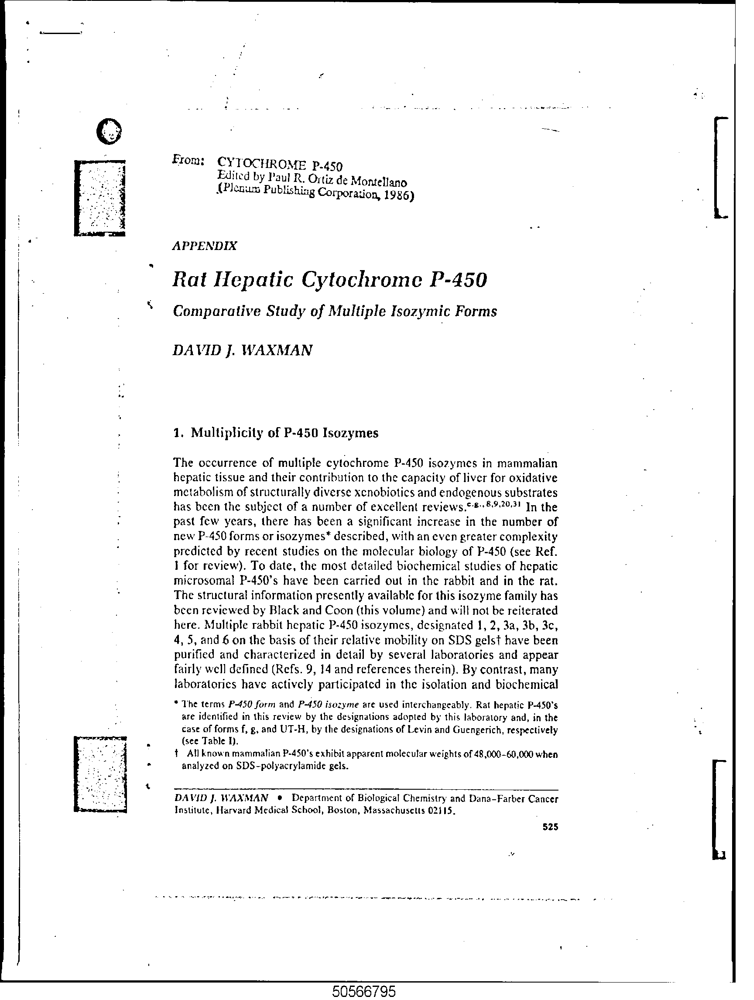 From: CYTOCHROME P-450
Edited by Paul R. Ortiz de Montellano
(Plenum Publishing Corporation, 1986)
APPENDIX
Rat Hepatic Cytochrome P-450
Comparative Study of Multiple Isozymic Forms
DAVID J. WAXMAN
1. Multiplicity of P-450 Isozymes
The occurrence of multiple cytochrome P-450 isozymes in mammalian
hepatic tissue and their contribution to the capacity of liver for oxidative
metabolism of structurally diverse xenobiotics and endogenous substrates
has been the subject of a number of excellent reviews.e.g.,8,9,20,31 In the
past few years, there has been a significant increase in the number of
new P-450 forms or isozymes* described, with an even greater complexity
predicted by recent studies on the molecular biology of P-450 (see Ref.
1 for review). To date, the most detailed biochemical studies of hepatic
microsomal P-450's have been carried out in the rabbit and in the rat.
The structural information presently available for this isozyme family has
been reviewed by Black and Coon (this volume) and will not be reiterated
here. Multiple rabbit hepatic P-450 isozymes, designated 1, 2, 3a, 3b, 3c,
4, 5, and 6 on the basis of their relative mobility on SDS gels† have been
purified and characterized in detail by several laboratories and appear
fairly well defined (Refs. 9, 14 and references therein). By contrast, many
laboratories have actively participated in the isolation and biochemical
* The terms P-450 form and P-450 isozyme are used interchangeably. Rat hepatic P-450's
are identified in this review by the designations adopted by this laboratory and, in the
case of forms f, g, and UT-H, by the designations of Levin and Guengerich, respectively
(see Table I).
† All known mammalian P-450's exhibit apparent molecular weights of 48,000-60,000 when
analyzed on SDS-polyacrylamide gels.
DAVID J. WAXMAN • Department of Biological Chemistry and Dana-Farber Cancer
Institute, Harvard Medical School, Boston, Massachusetts 02115.
525
50566795